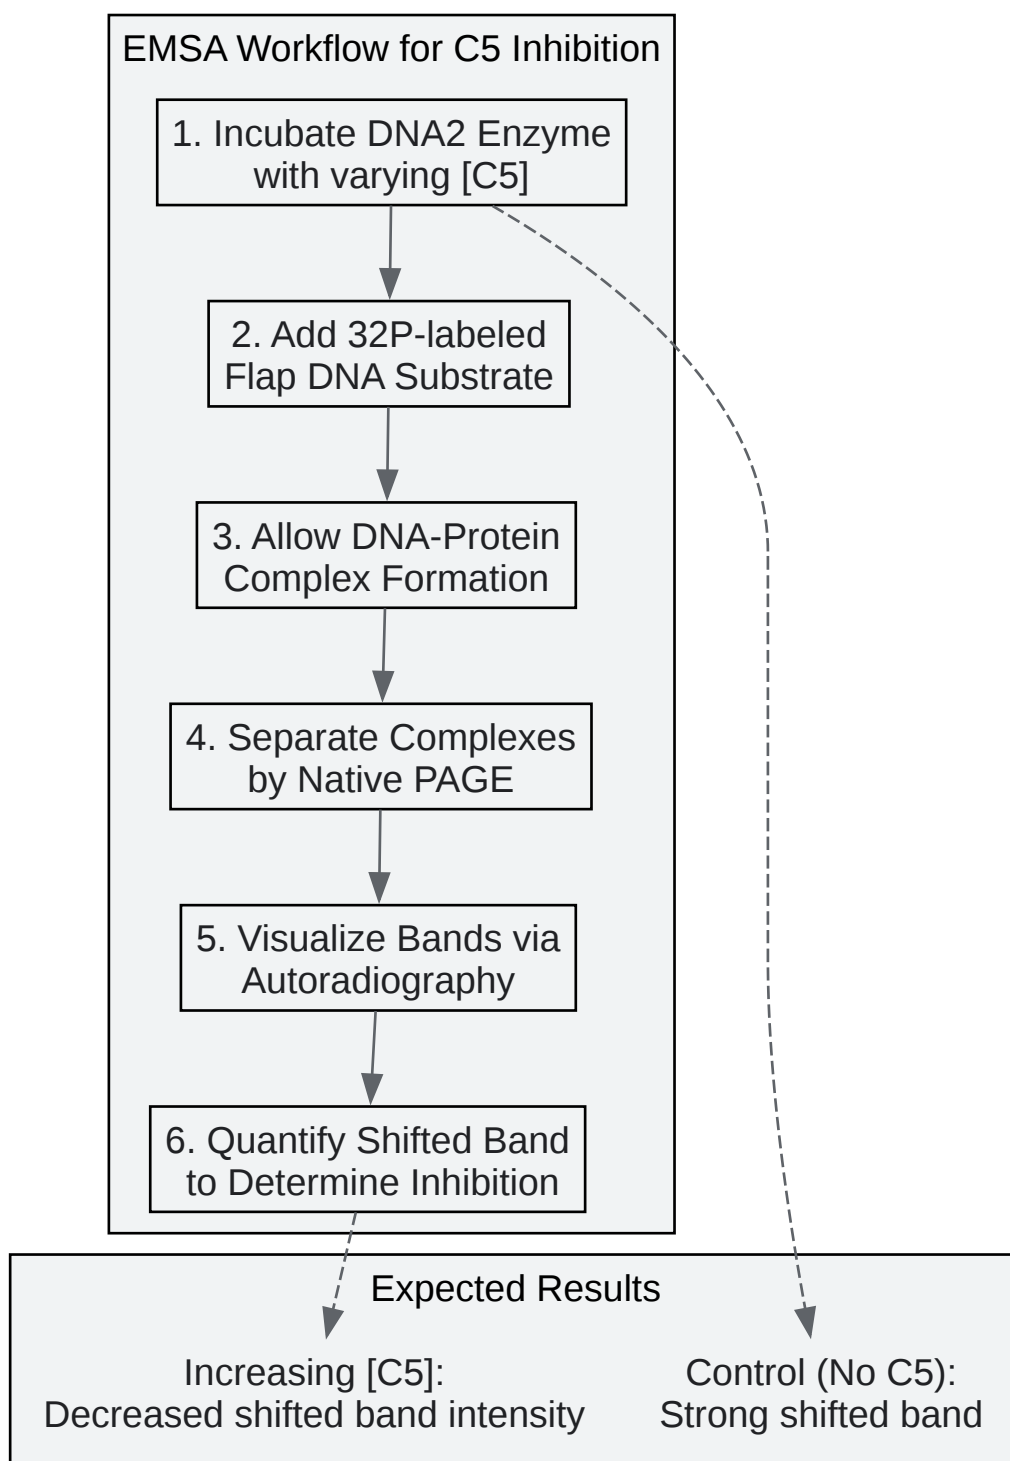 EMSA Workflow for C5 Inhibition
1. Incubate DNA2 Enzyme
with varying [C5]
2. Add 32P-labeled
Flap DNA Substrate
3. Allow DNA-Protein
Complex Formation
4. Separate Complexes
by Native PAGE
5. Visualize Bands via
Autoradiography
6. Quantify Shifted Band
to Determine Inhibition
Expected Results
Increasing [C5]:
Decreased shifted band intensity
Control (No C5):
Strong shifted band